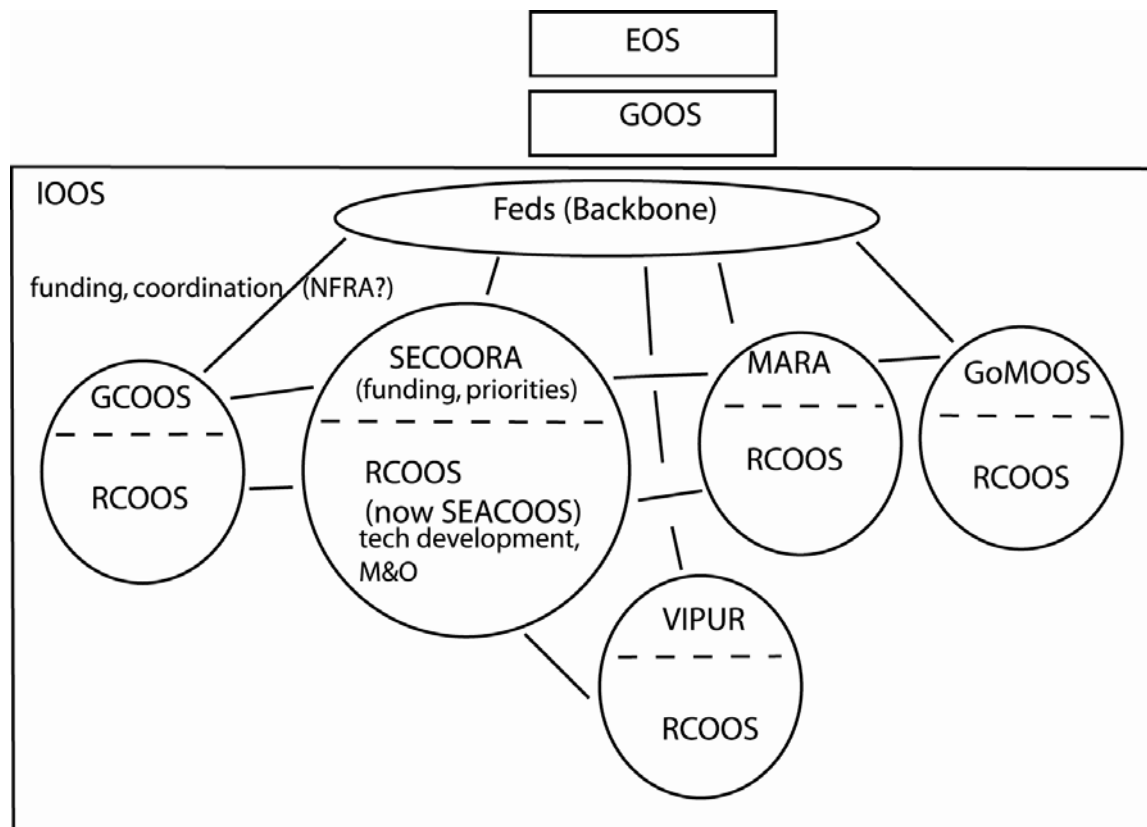 EOS
GOOS
IOOS
Feds (Backbone)
funding, coordination (NFRA?)
GCOOS
RCOOS
SECOORA
(funding, priorities)
RCOOS
(now SEACOOS)
tech development,
M&O
MARA
RCOOS
GoMOOS
RCOOS
VIPUR
RCOOS